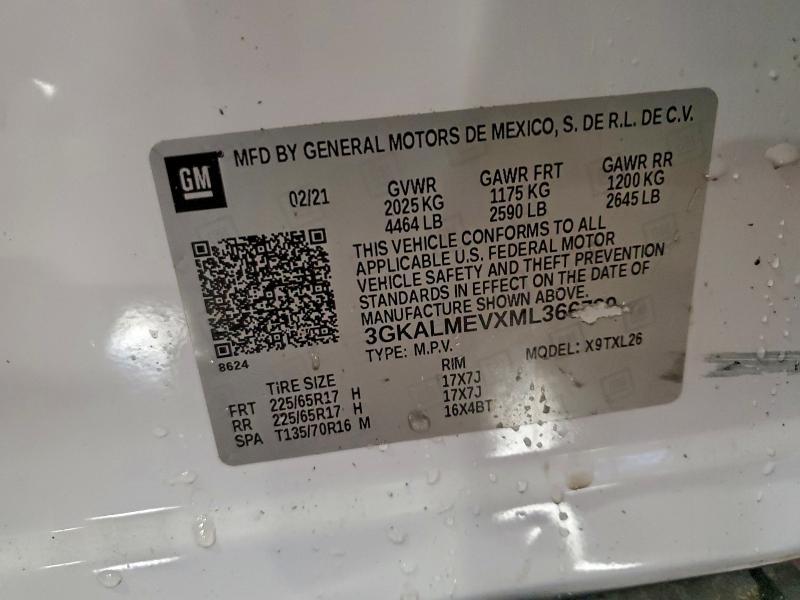 GM
MFD BY GENERAL MOTORS DE MEXICO, S. DE R.L. DE C.V.
02/21 GVWR GAWR FRT GAWR RR
2025 KG 1175 KG 1200 KG
4464 LB 2590 LB 2645 LB
THIS VEHICLE CONFORMS TO ALL
APPLICABLE U.S. FEDERAL MOTOR
VEHICLE SAFETY AND THEFT PREVENTION
STANDARDS IN EFFECT ON THE DATE OF
MANUFACTURE SHOWN ABOVE.
TYPE: M.P.V. MODEL: X9TXL26
8624
TIRE SIZE RIM
FRT 225/65R17 H 17X7J
RR 225/65R17 H 17X7J
SPA T135/70R16 M 16X4BT